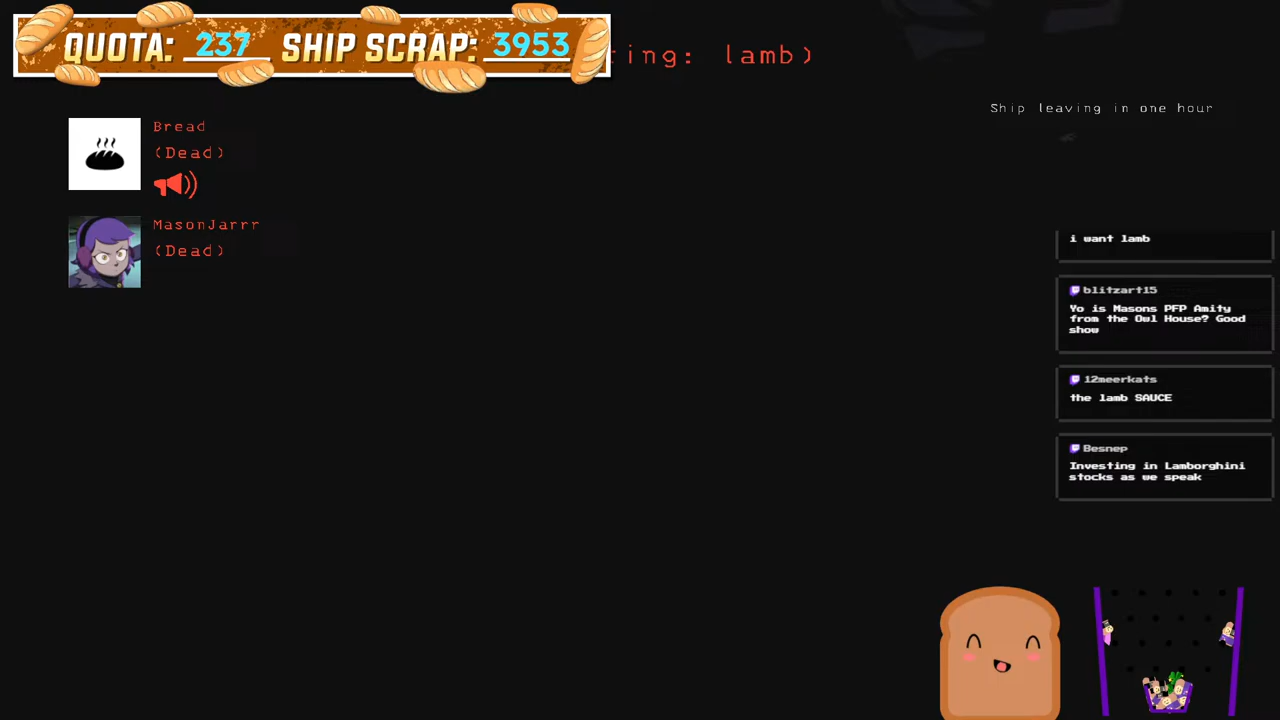 QUOTA: 237 SHIP SCRAP: 3953
ring: lamb)
Ship leaving in one hour
Bread
(Dead)
MasonJarrr
(Dead)
i want lamb
blitzart15
Yo is Masons PFP Amity
from the Owl House? Good
show
12meerkats
the lamb SAUCE
Besnep
Investing in Lamborghini
stocks as we speak